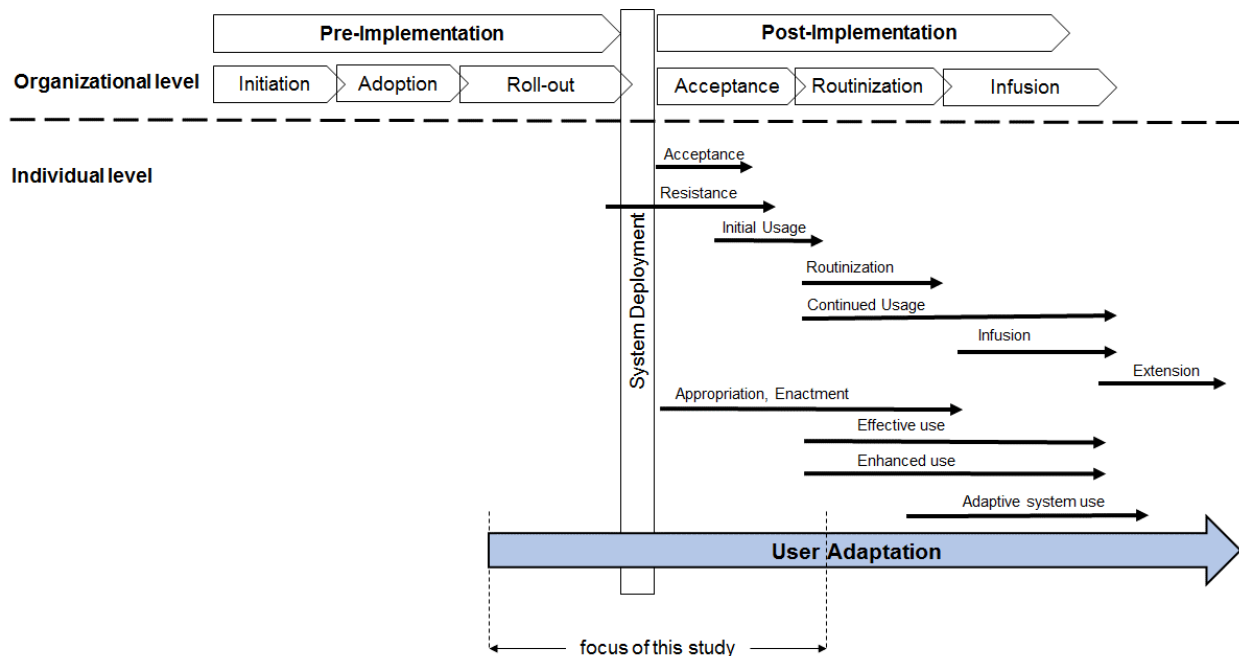 Pre-Implementation
Post-Implementation
Organizational level
Initiation
Adoption
Roll-out
Acceptance
Routinization
Infusion
Individual level
System Deployment
Acceptance
Resistance
Initial Usage
Routinization
Continued Usage
Infusion
Extension
Appropriation, Enactment
Effective use
Enhanced use
Adaptive system use
User Adaptation
focus of this study